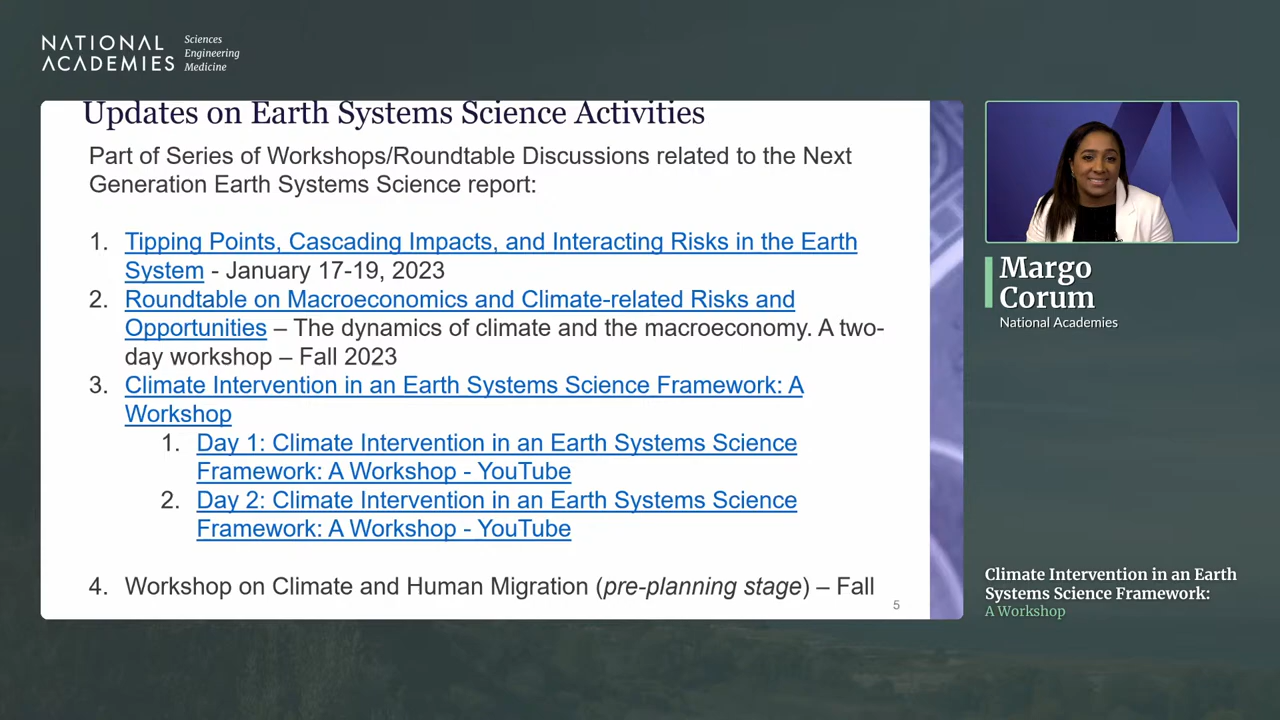 NATIONAL
ACADEMIES
Sciences
Engineering
Medicine
Updates on Earth Systems Science Activities
Part of Series of Workshops/Roundtable Discussions related to the Next
Generation Earth Systems Science report:
1. Tipping Points, Cascading Impacts, and Interacting Risks in the Earth
System - January 17-19, 2023
2. Roundtable on Macroeconomics and Climate-related Risks and
Opportunities – The dynamics of climate and the macroeconomy. A two-
day workshop – Fall 2023
3. Climate Intervention in an Earth Systems Science Framework: A
Workshop
1. Day 1: Climate Intervention in an Earth Systems Science
Framework: A Workshop - YouTube
2. Day 2: Climate Intervention in an Earth Systems Science
Framework: A Workshop - YouTube
4. Workshop on Climate and Human Migration (pre-planning stage) – Fall
5
Margo
Corum
National Academies
Climate Intervention in an Earth
Systems Science Framework:
A Workshop